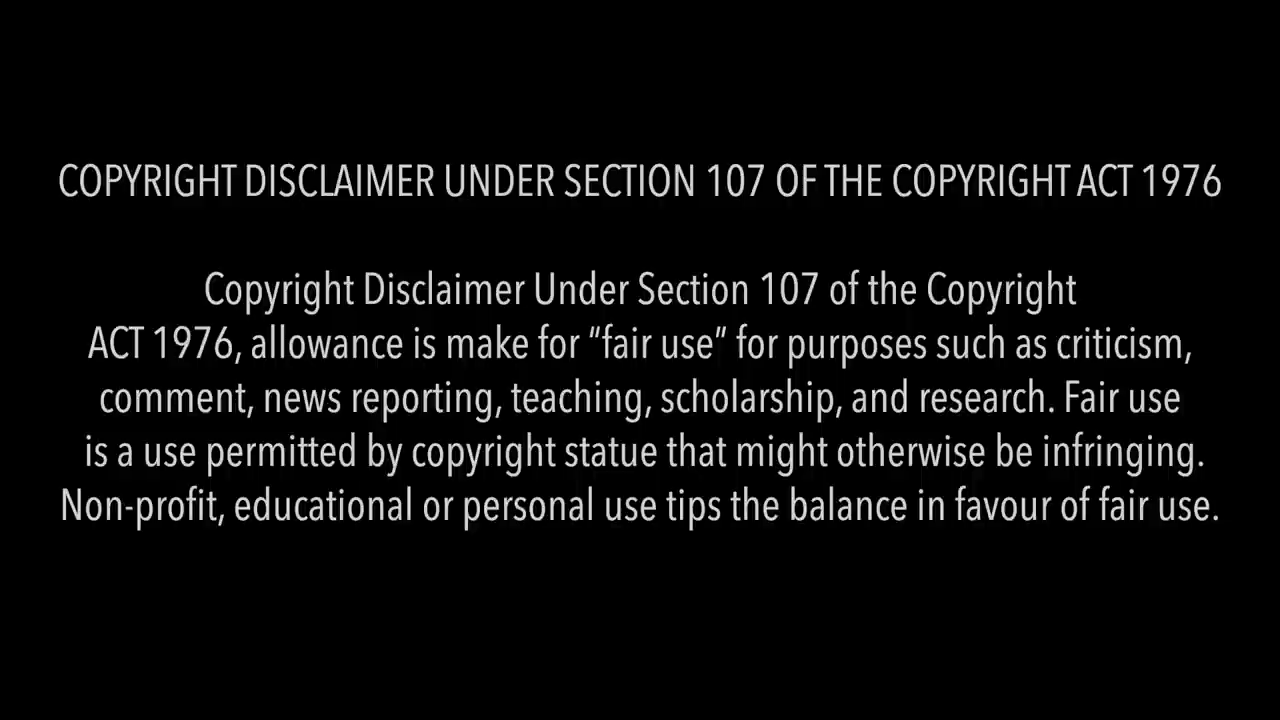 COPYRIGHT DISCLAIMER UNDER SECTION 107 OF THE COPYRIGHT ACT 1976
Copyright Disclaimer Under Section 107 of the Copyright
ACT 1976, allowance is make for “fair use” for purposes such as criticism,
comment, news reporting, teaching, scholarship, and research. Fair use
is a use permitted by copyright statue that might otherwise be infringing.
Non-profit, educational or personal use tips the balance in favour of fair use.